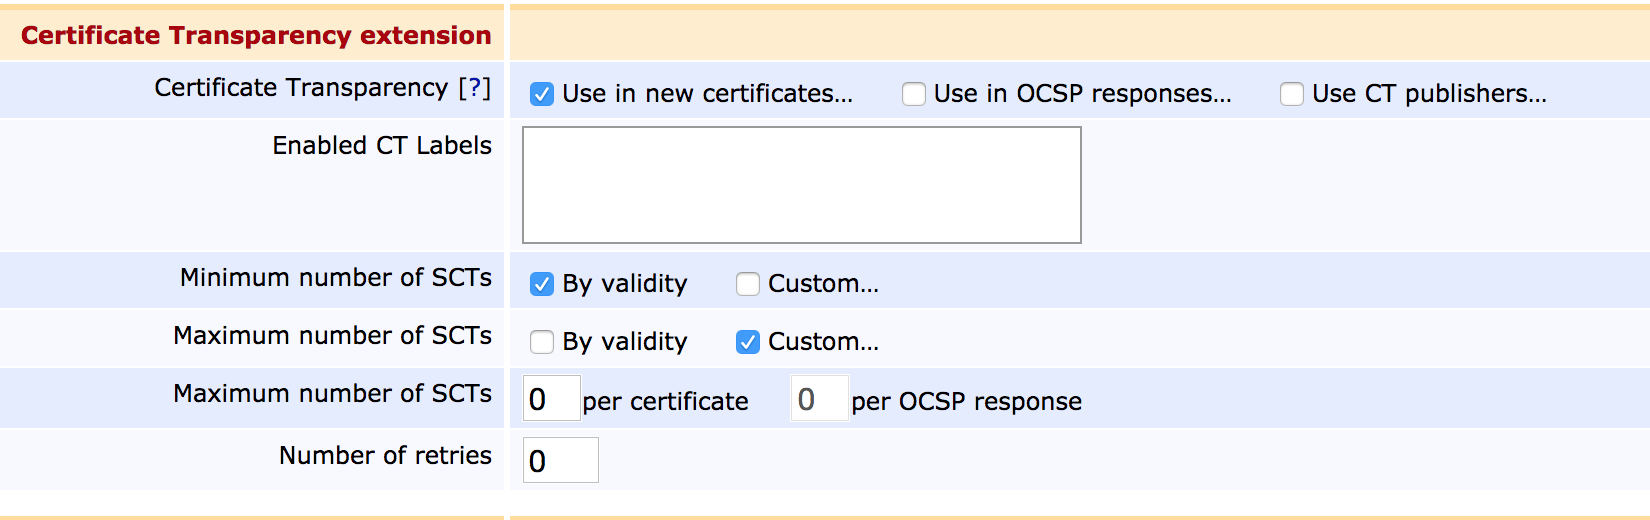 Certificate Transparency extension
Certificate Transparency [?] Use in new certificates... Use in OCSP responses... Use CT publishers...
Enabled CT Labels
Minimum number of SCTs By validity Custom...
Maximum number of SCTs By validity Custom...
Maximum number of SCTs 0 per certificate 0 per OCSP response
Number of retries 0